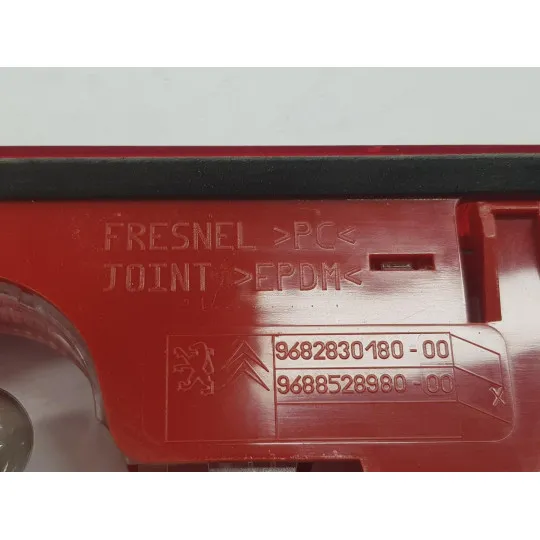 FRESNEL >PC<
JOINT >EPDM<
9682830180-00
9688528980-00
X